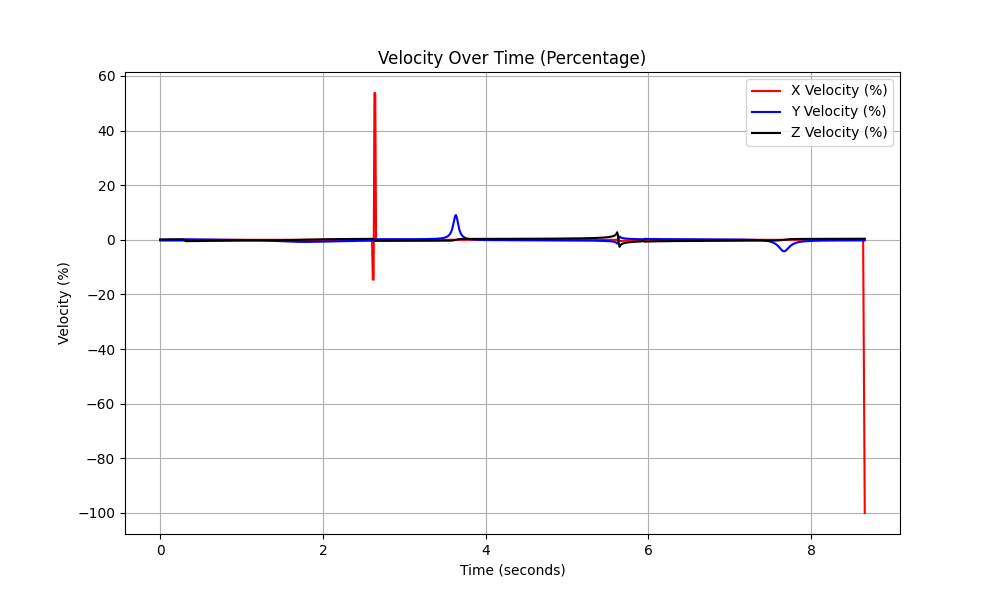 Velocity Over Time (Percentage)
60
40
20
0
−20
−40
−60
−80
−100
Velocity (%)
X Velocity (%)
Y Velocity (%)
Z Velocity (%)
0 2 4 6 8
Time (seconds)